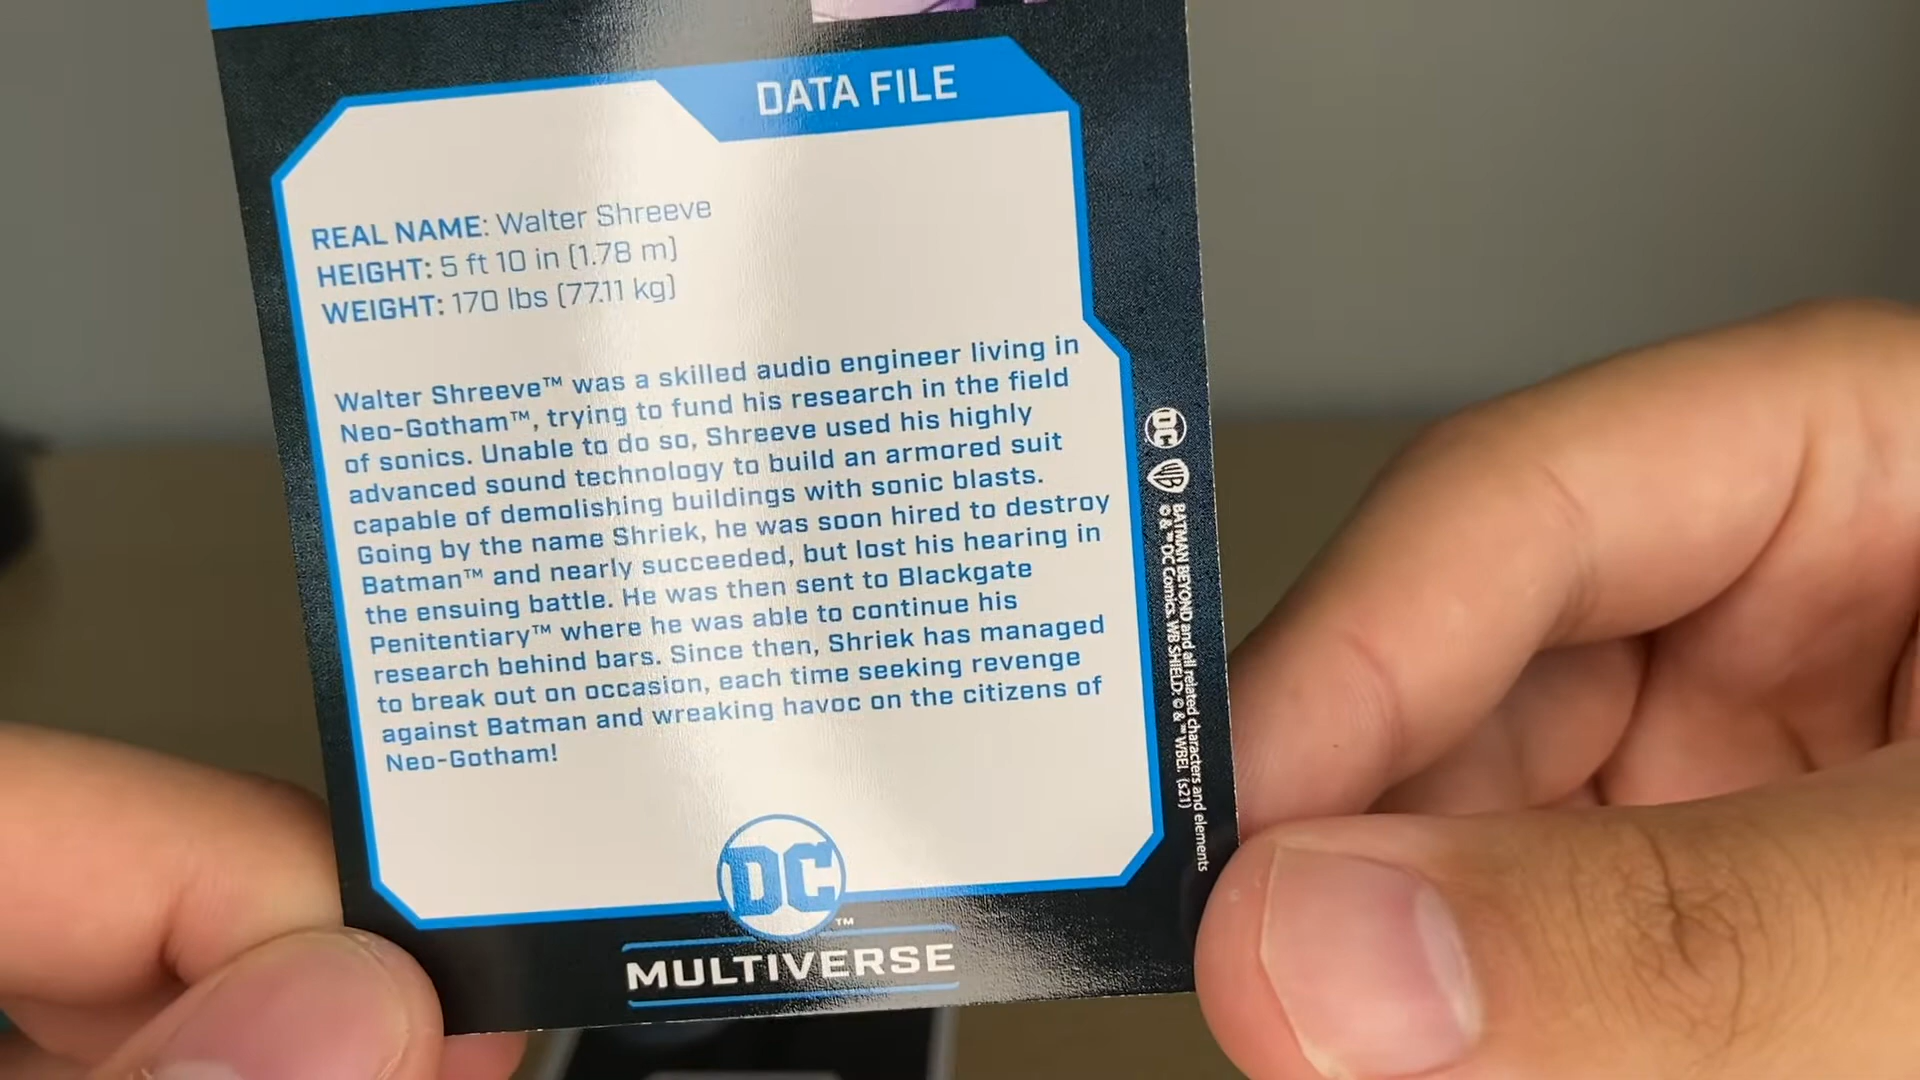 DATA FILE
REAL NAME: Walter Shreeve
HEIGHT: 5 ft 10 in (1.78 m)
WEIGHT: 170 lbs (77.11 kg)
Walter Shreeve™ was a skilled audio engineer living in
Neo-Gotham™, trying to fund his research in the field
of sonics. Unable to do so, Shreeve used his highly
advanced sound technology to build an armored suit
capable of demolishing buildings with sonic blasts.
Going by the name Shriek, he was soon hired to destroy
Batman™ and nearly succeeded, but lost his hearing in
the ensuing battle. He was then sent to Blackgate
Penitentiary™ where he was able to continue his
research behind bars. Since then, Shriek has managed
to break out on occasion, each time seeking revenge
against Batman and wreaking havoc on the citizens of
Neo-Gotham!
DC™
MULTIVERSE
DC
WB
BATMAN BEYOND and all related characters and elements
© & ™ DC Comics. WB SHIELD: © & ™ WBEI. (s21)